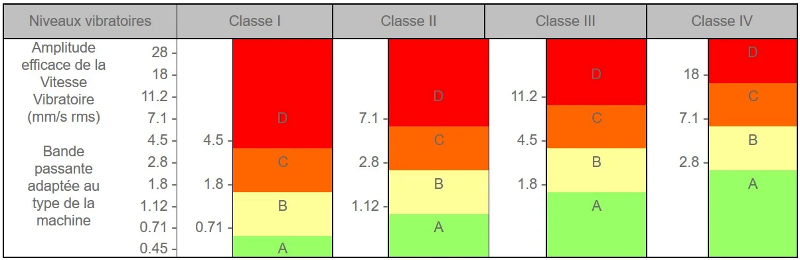 Niveaux vibratoires Classe I Classe II Classe III Classe IV
Amplitude
efficace de la
Vitesse
Vibratoire
(mm/s rms)
Bande
passante
adaptée au
type de la
machine
28
18
11.2
7.1
4.5
2.8
1.8
1.12
0.71
0.45
4.5
1.8
0.71
D
C
B
A
7.1
2.8
1.12
D
C
B
A
11.2
4.5
1.8
D
C
B
A
18
7.1
2.8
D
C
B
A